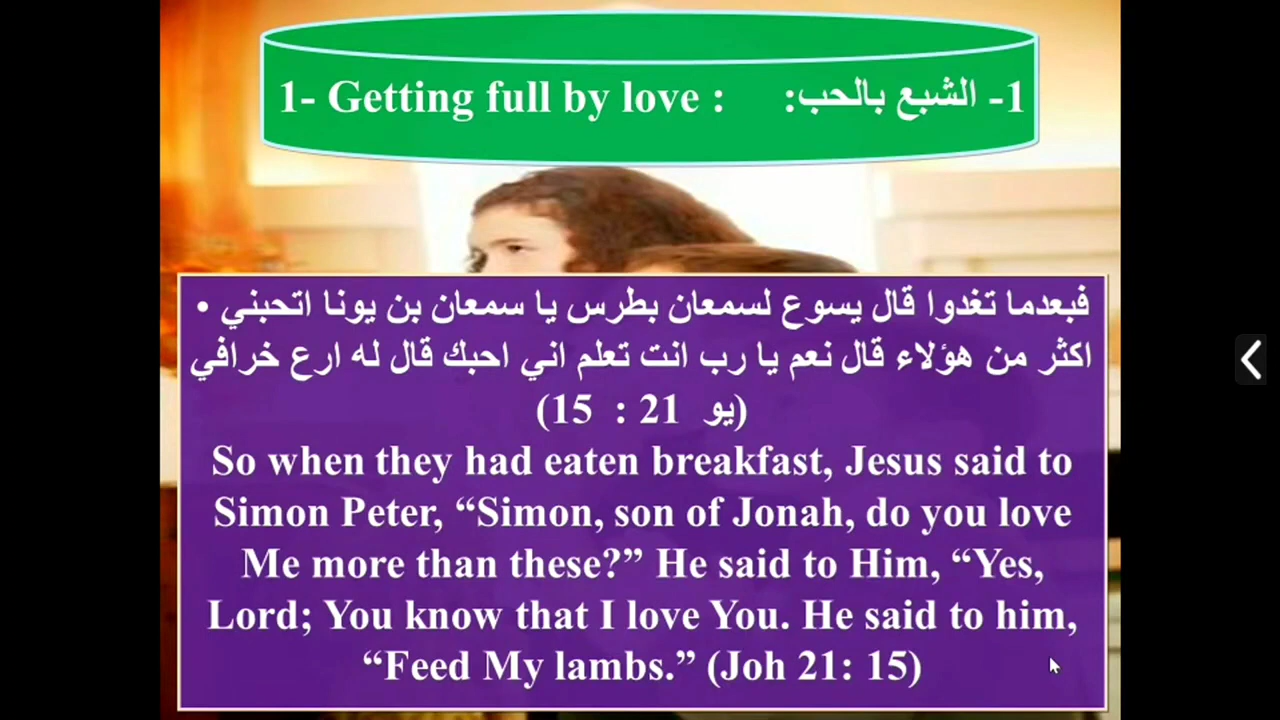 1- Getting full by love : 1- الشبع بالحب:
• فبعدما تغدوا قال يسوع لسمعان بطرس يا سمعان بن يونا اتحبني
اكثر من هؤلاء قال نعم يا رب انت تعلم اني احبك قال له ارع خرافي
(يو 21 : 15)
So when they had eaten breakfast, Jesus said to
Simon Peter, “Simon, son of Jonah, do you love
Me more than these?” He said to Him, “Yes,
Lord; You know that I love You. He said to him,
“Feed My lambs.” (Joh 21: 15)